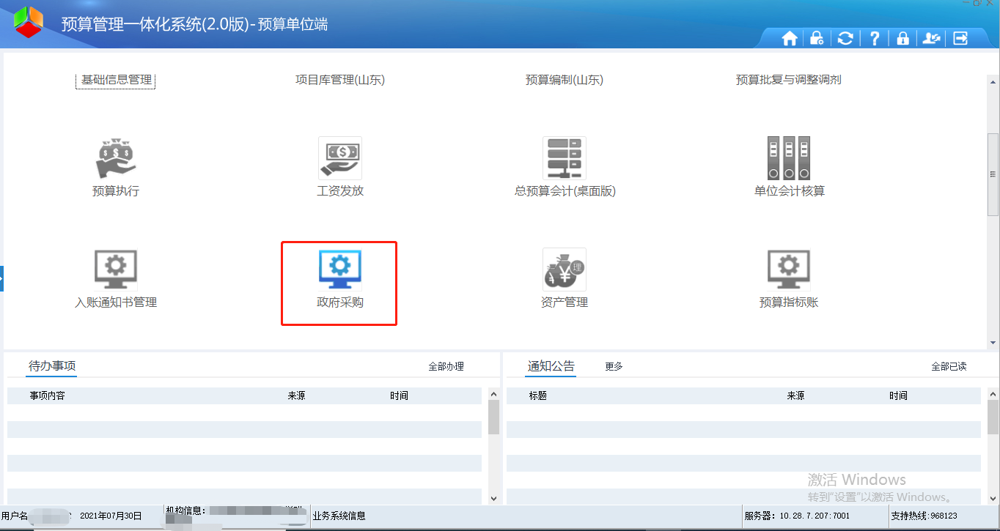 预算管理一体化系统(2.0版)-预算单位端
基础信息管理 项目库管理(山东) 预算编制(山东) 预算批复与调整调剂
预算执行 工资发放 总预算会计(桌面版) 单位会计核算
理
入账通知书管理 政府采购 资产管理 预算指标账
待办事项 全部办理 通知公告 更多 全部已读
事项内容 来源 时间 标题 来源 时间
激活 Windows
转到"设置"以激活 Windows。
用户名 2021年07月30日 机构信息: 业务系统信息 服务器: 10.28.7.207:7001 支持热线:968123